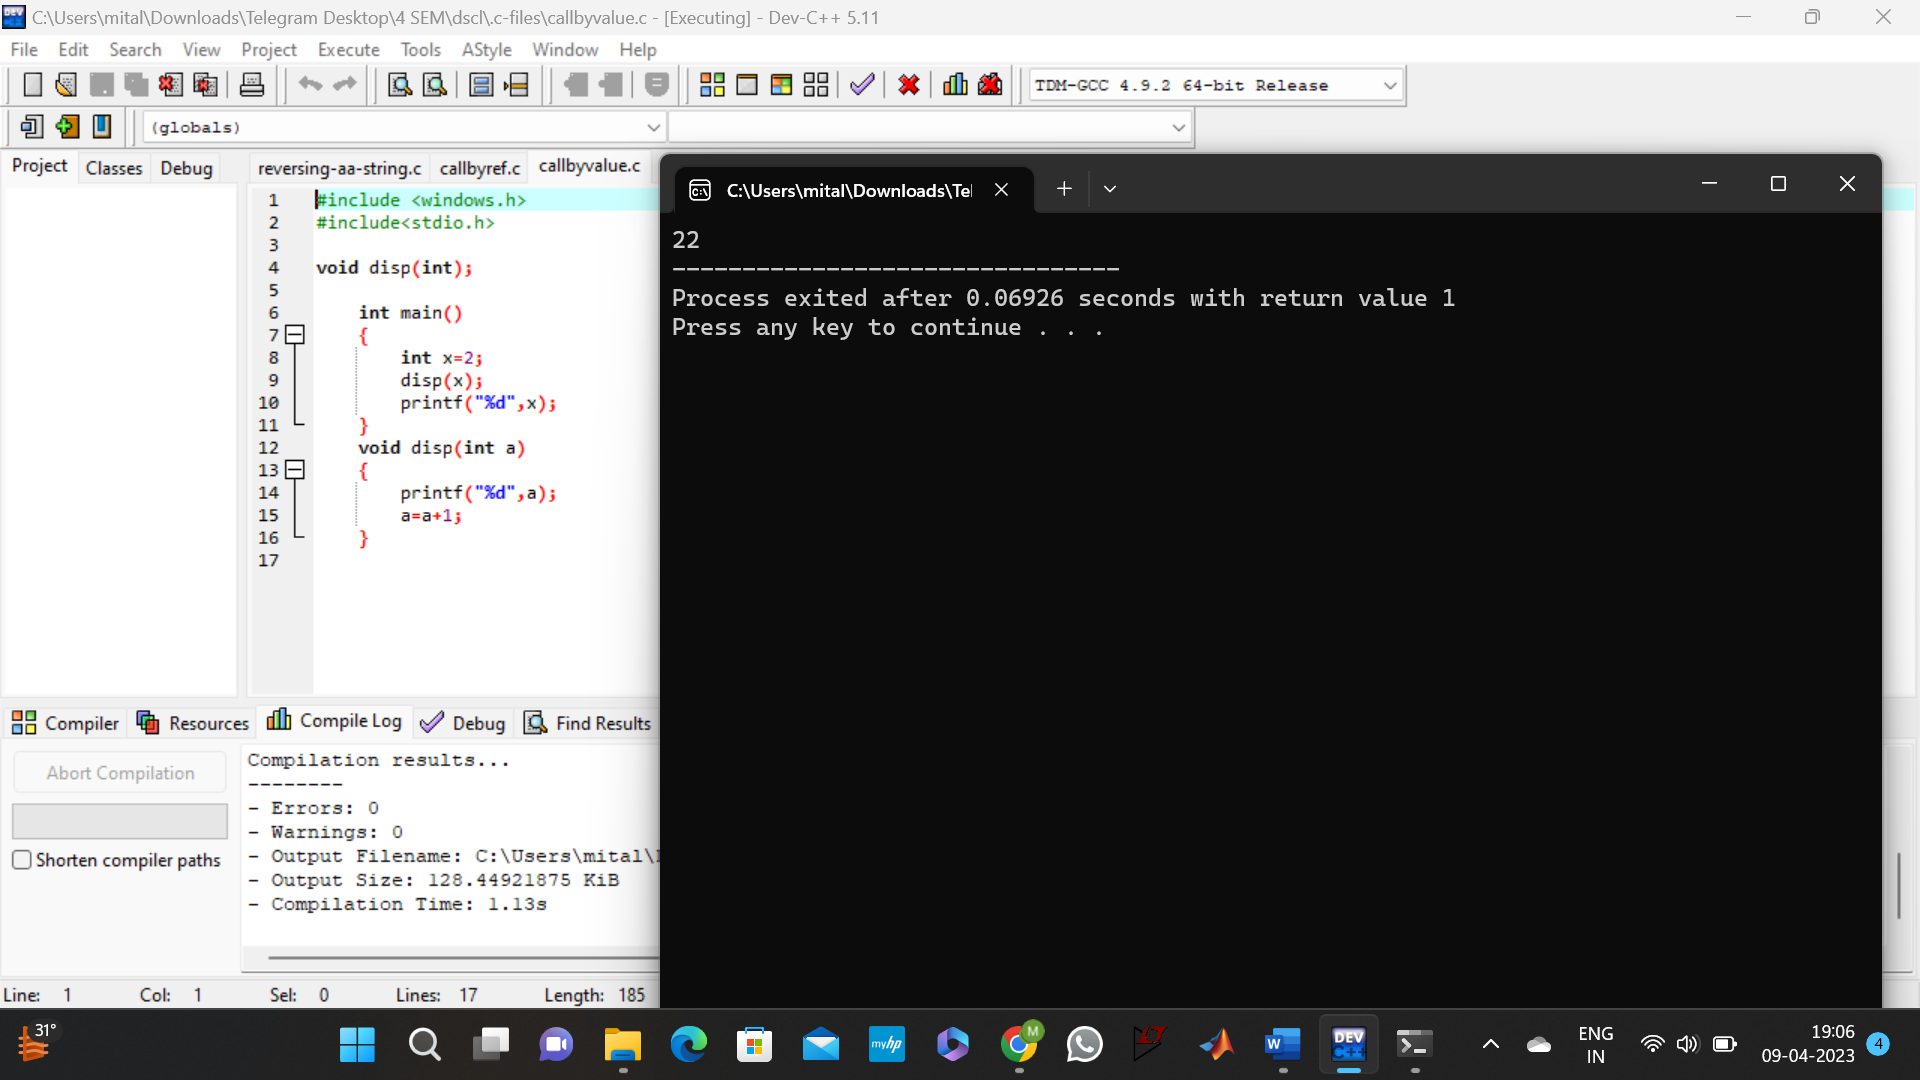 C:\Users\mital\Downloads\Telegram Desktop\4 SEM\dscl\.c-files\callbyvalue.c - [Executing] - Dev-C++ 5.11
File Edit Search View Project Execute Tools AStyle Window Help
TDM-GCC 4.9.2 64-bit Release
(globals)
Project Classes Debug
reversing-aa-string.c callbyref.c callbyvalue.c
1 #include <windows.h>
2 #include<stdio.h>
3
4 void disp(int);
5
6 int main()
7 {
8 int x=2;
9 disp(x);
10 printf("%d",x);
11 }
12 void disp(int a)
13 {
14 printf("%d",a);
15 a=a+1;
16 }
17
C:\Users\mital\Downloads\Tel
22
--------------------------------
Process exited after 0.06926 seconds with return value 1
Press any key to continue . . .
Compiler Resources Compile Log Debug Find Results
Abort Compilation
Shorten compiler paths
Compilation results...
--------
- Errors: 0
- Warnings: 0
- Output Filename: C:\Users\mital\
- Output Size: 128.44921875 KiB
- Compilation Time: 1.13s
Line: 1 Col: 1 Sel: 0 Lines: 17 Length: 185
31°
myhp
M
W
DEV C++
ENG
IN
19:06
09-04-2023
4